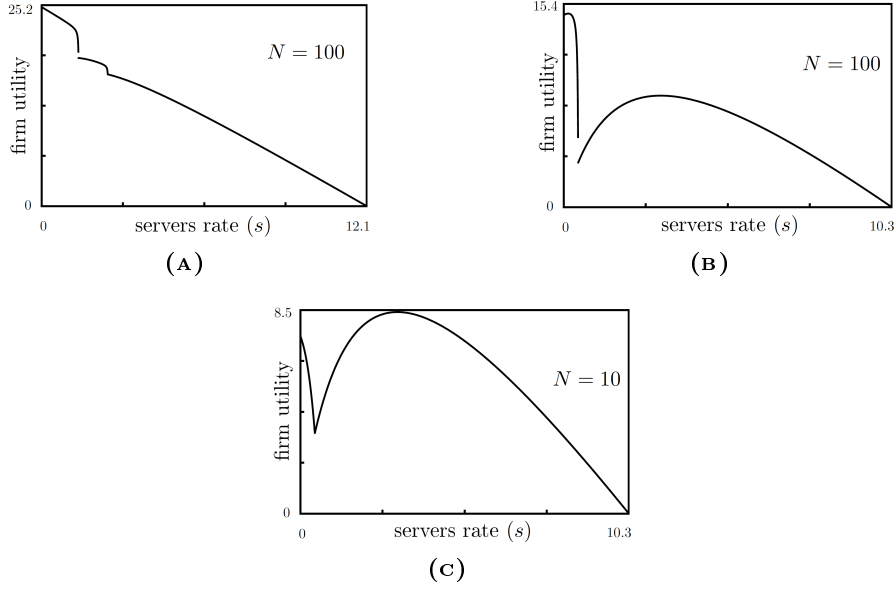 25.2
firm utility
N = 100
0
0
servers rate (s)
12.1
(A)
15.4
firm utility
N = 100
0
0
servers rate (s)
10.3
(B)
8.5
firm utility
N = 10
0
0
servers rate (s)
10.3
(C)